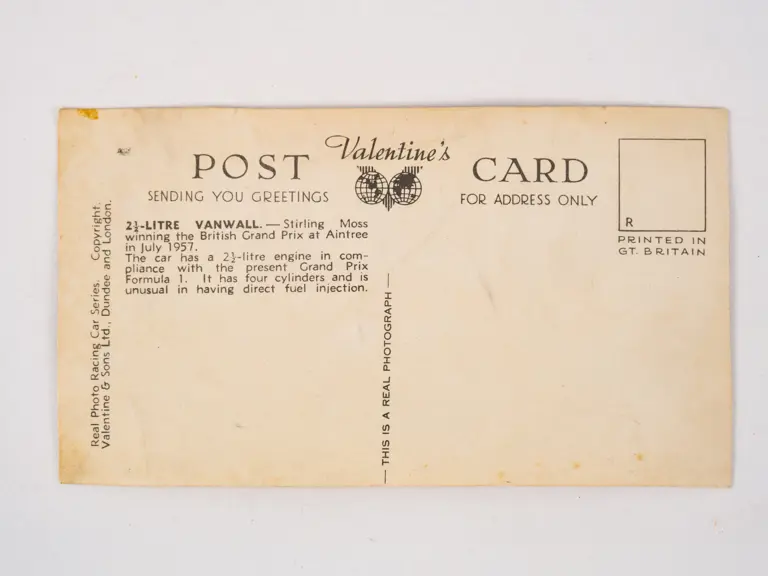 POST Valentine's CARD
SENDING YOU GREETINGS
FOR ADDRESS ONLY
R
PRINTED IN
GT. BRITAIN
2½-LITRE VANWALL. — Stirling Moss
winning the British Grand Prix at Aintree
in July 1957.
The car has a 2½-litre engine in com-
pliance with the present Grand Prix
Formula 1. It has four cylinders and is
unusual in having direct fuel injection.
Real Photo Racing Car Series. Copyright.
Valentine & Sons Ltd., Dundee and London.
— THIS IS A REAL PHOTOGRAPH —